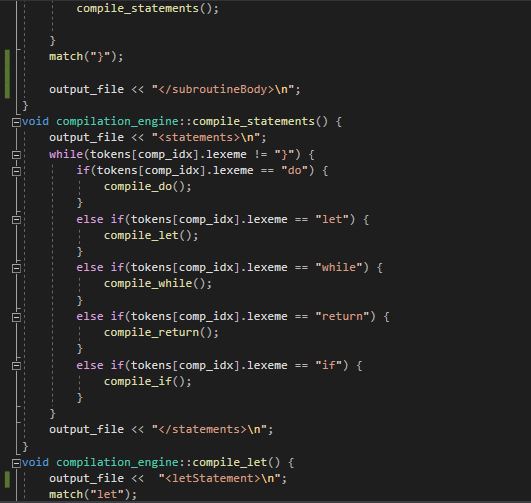 compile_statements();
}
match("}");
output_file << "</subroutineBody>\n";
}
void compilation_engine::compile_statements() {
output_file << "<statements>\n";
while(tokens[comp_idx].lexeme != "}") {
if(tokens[comp_idx].lexeme == "do") {
compile_do();
}
else if(tokens[comp_idx].lexeme == "let") {
compile_let();
}
else if(tokens[comp_idx].lexeme == "while") {
compile_while();
}
else if(tokens[comp_idx].lexeme == "return") {
compile_return();
}
else if(tokens[comp_idx].lexeme == "if") {
compile_if();
}
}
output_file << "</statements>\n";
}
void compilation_engine::compile_let() {
output_file <<  "<letStatement>\n";
match("let");